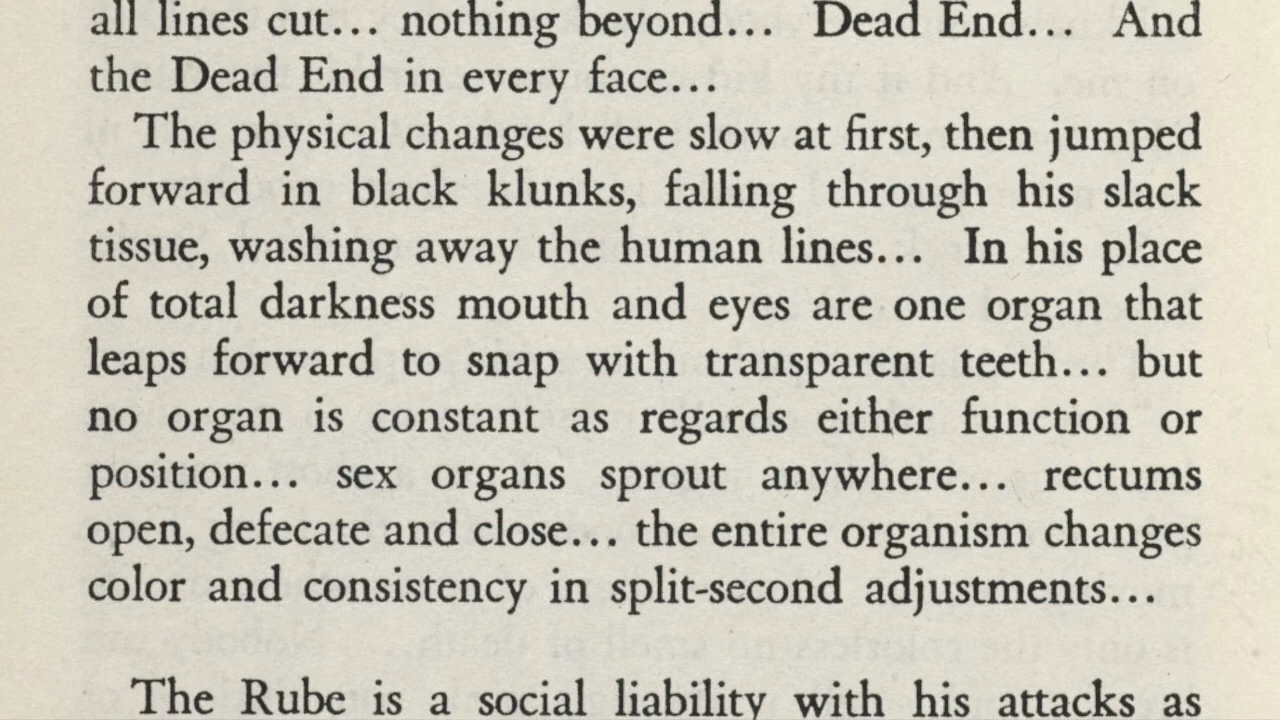 all lines cut... nothing beyond... Dead End... And
the Dead End in every face...
The physical changes were slow at first, then jumped
forward in black klunks, falling through his slack
tissue, washing away the human lines... In his place
of total darkness mouth and eyes are one organ that
leaps forward to snap with transparent teeth... but
no organ is constant as regards either function or
position... sex organs sprout anywhere... rectums
open, defecate and close... the entire organism changes
color and consistency in split-second adjustments...
The Rube is a social liability with his attacks as